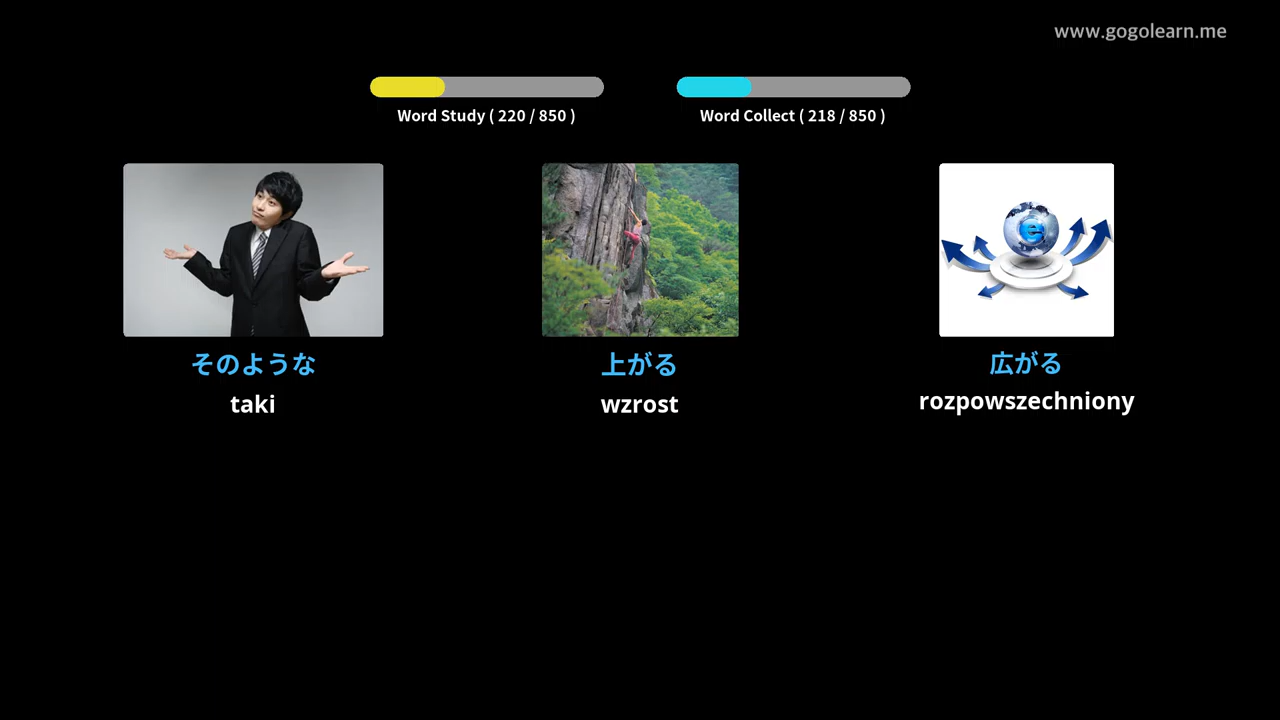 www.gogolearn.me
Word Study ( 220 / 850 )
Word Collect ( 218 / 850 )
そのような
上がる
広がる
taki
wzrost
rozpowszechniony